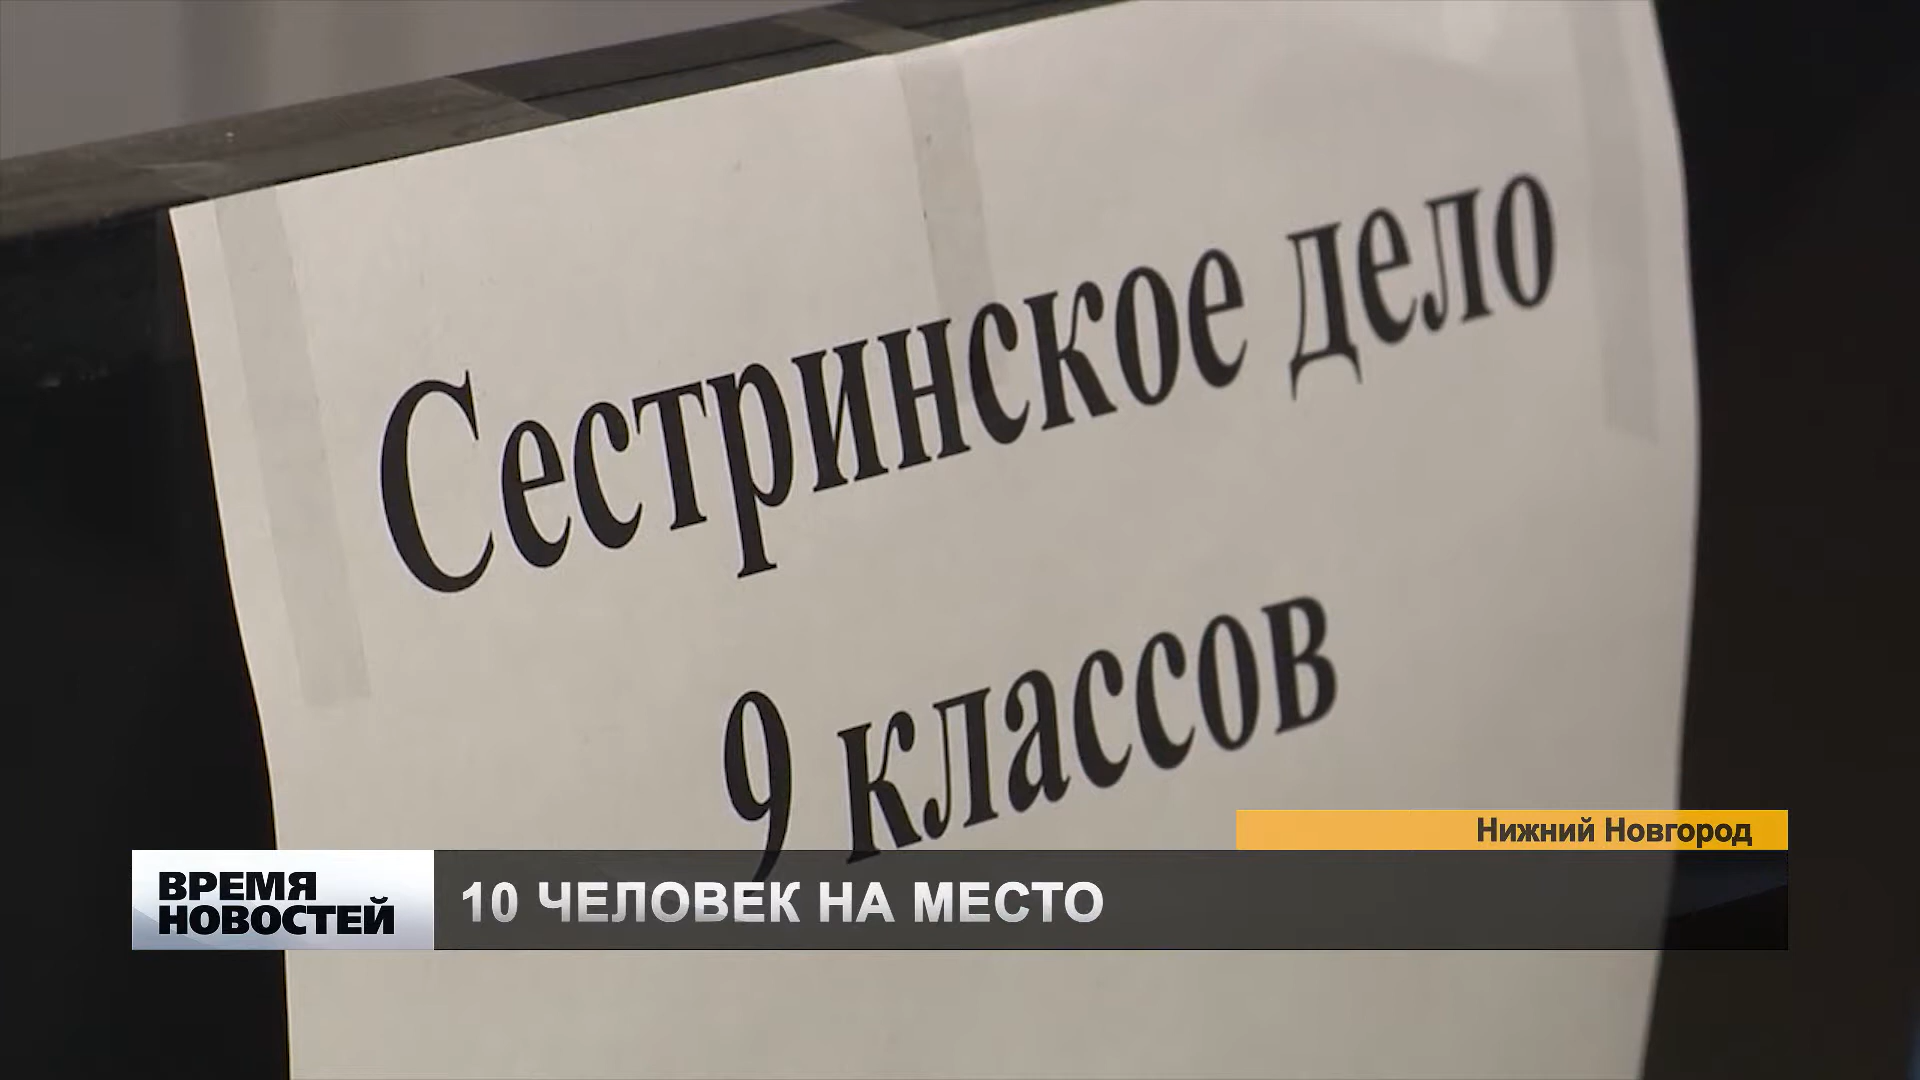 Сестринское дело
9 классов
Нижний Новгород
ВРЕМЯ
НОВОСТЕЙ
10 ЧЕЛОВЕК НА МЕСТО